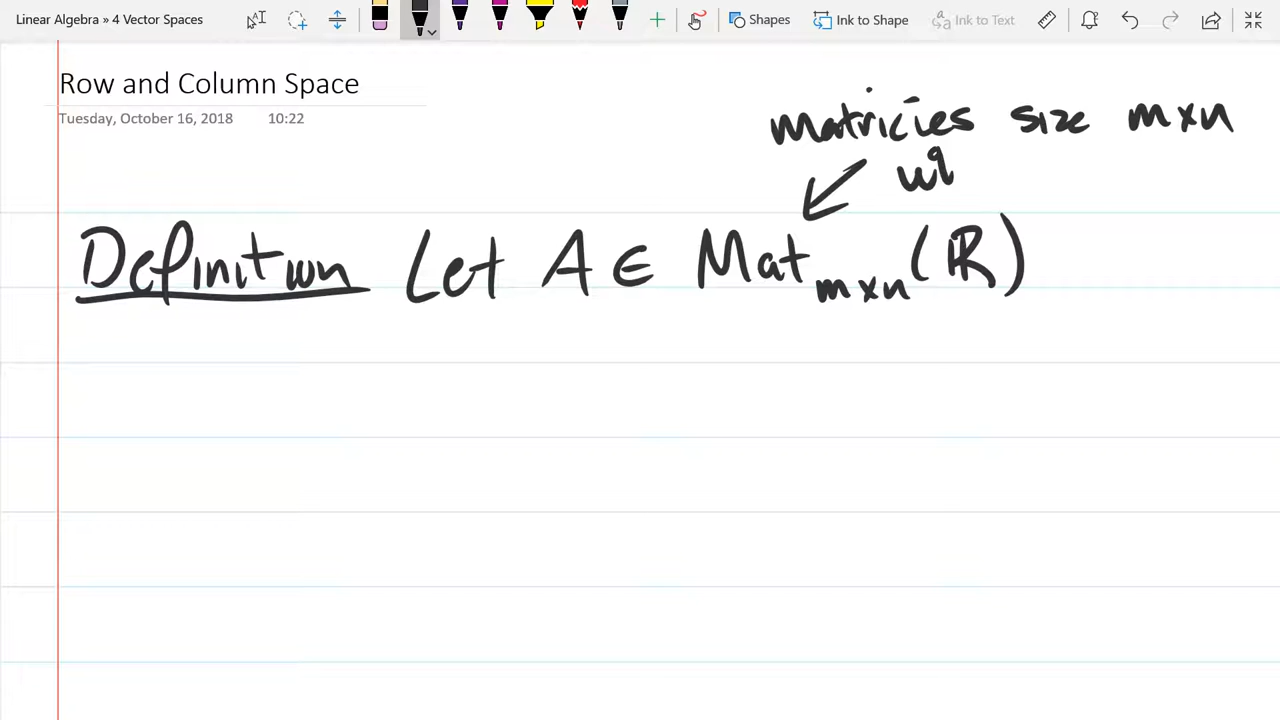 Linear Algebra » 4 Vector Spaces
Shapes
Ink to Shape
Ink to Text
Row and Column Space
Tuesday, October 16, 2018 10:22
matricies size m×n
w
Definition Let A ∈ Mat m×n (ℝ)